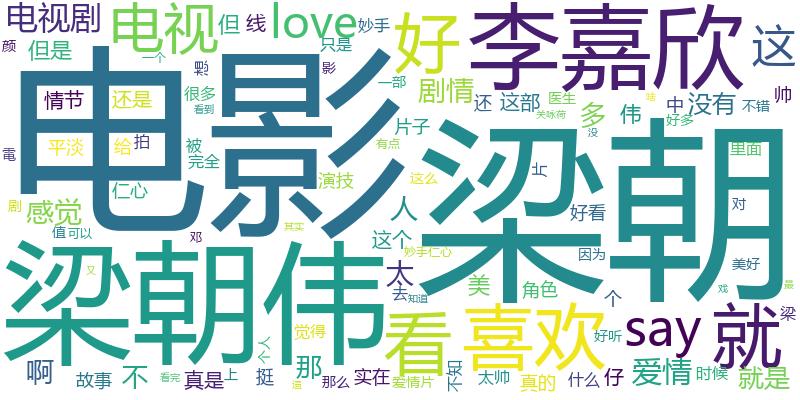 电视剧
电视
但
线
love
妙手
好
李嘉欣
这
颜
但是
只是
一个
影
很多
看到
一部
剧情
情节
还是
还
这部
医生
关咏荷
多
伟
啥
中
没有
不错
帅
好多
電
平淡
给
拍
被
完全
片子
有点
没
电影
梁朝
里面
仁心
演技
这么
剧
感觉
人
好看
对
值
可以
邓
其实
这个
妙手仁心
因为
美好
又
梁朝伟
太
去
知道
美
角色
个
戏
最
看
喜欢
say
就
梁
觉得
个人
那
好听
啊
故事
不
看完
真是
上
挺
那么
实在
爱情片
不知
太帅
真的
什么
仔
爱情
时候
就是